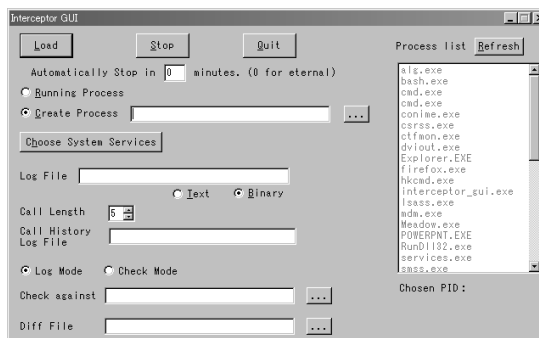 Interceptor GUI
Load Stop Quit
Automatically Stop in 0 minutes. (0 for eternal)
Running Process
Create Process ...
Choose System Services
Log File
Text Binary
Call Length 5
Call History
Log File
Log Mode Check Mode
Check against ...
Diff File ...
Process list Refresh
alg.exe
bash.exe
cmd.exe
cmd.exe
conime.exe
csrss.exe
ctfmon.exe
dviout.exe
Explorer.EXE
firefox.exe
hkcmd.exe
interceptor_gui.exe
lsass.exe
mdm.exe
Meadow.exe
POWERPNT.EXE
RunDll32.exe
services.exe
smss.exe
Chosen PID: